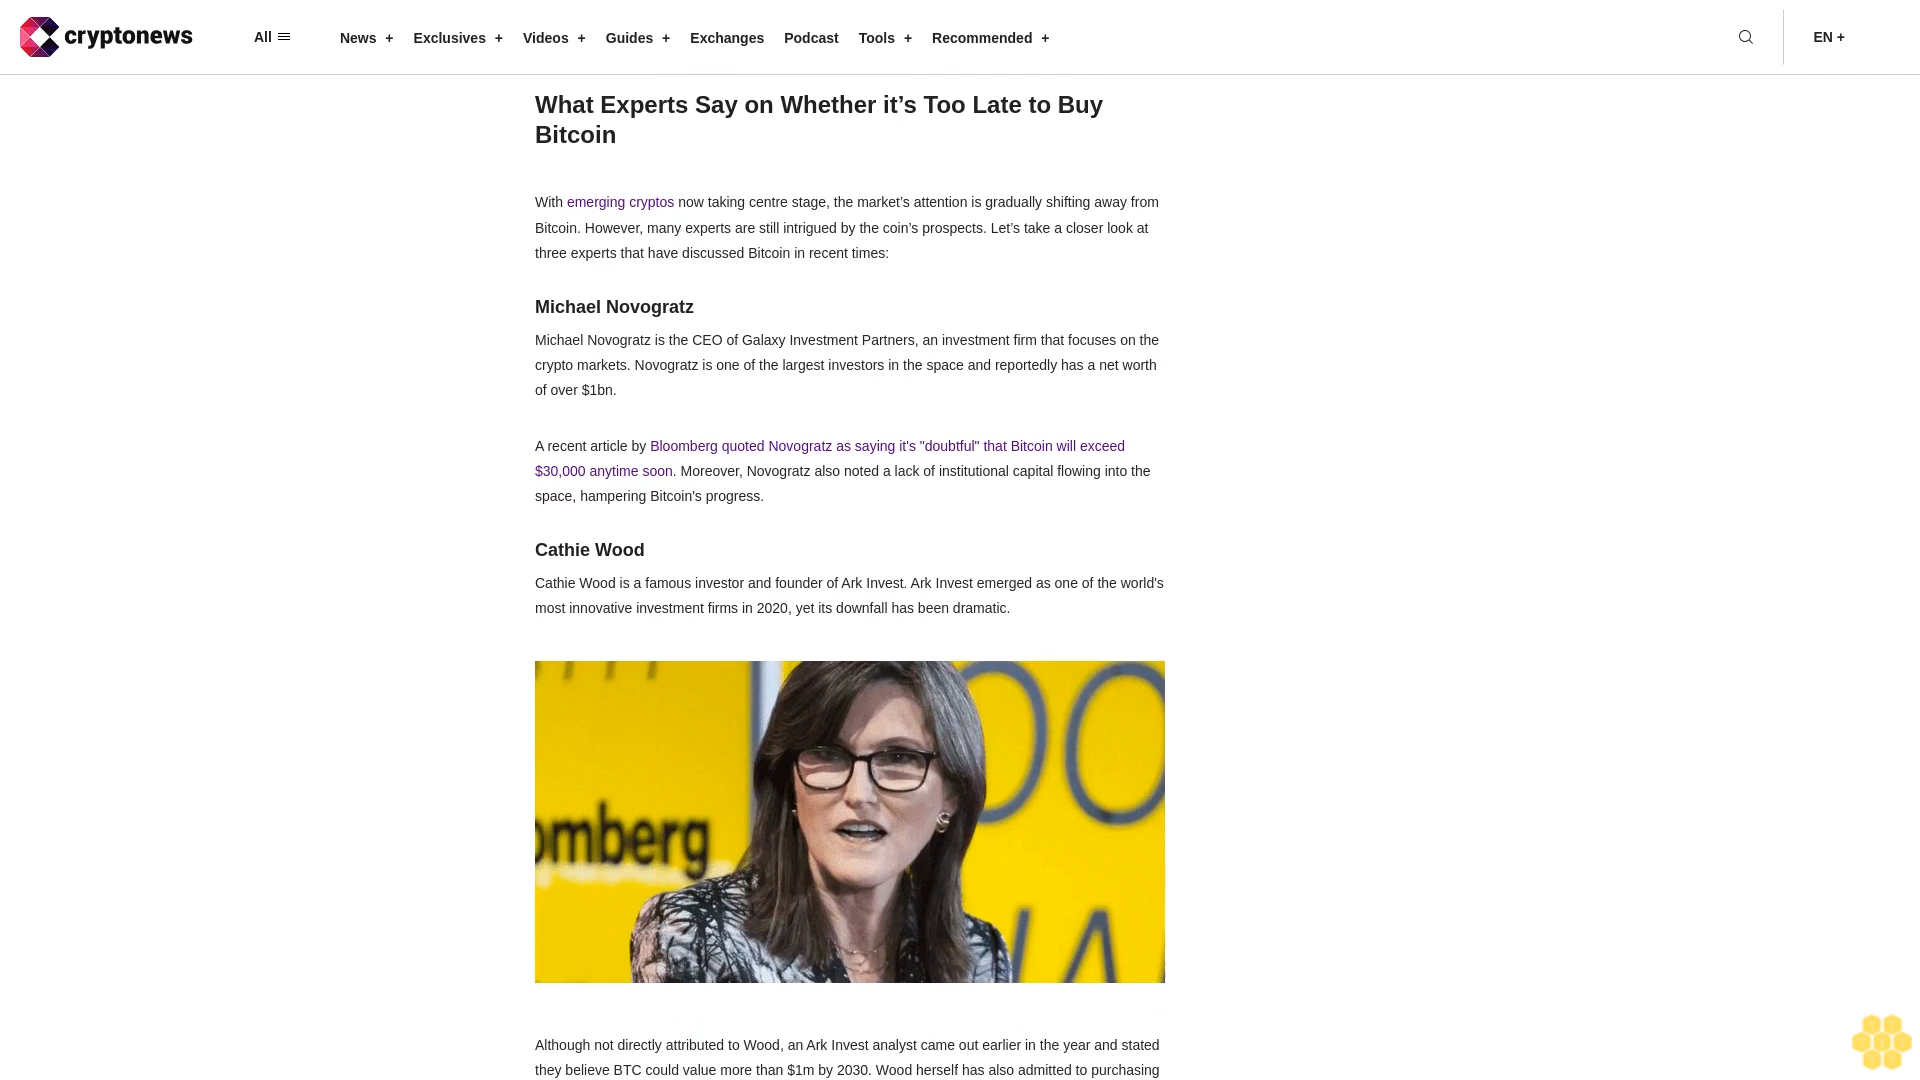 cryptonews
All
News + Exclusives + Videos + Guides + Exchanges Podcast Tools + Recommended +
EN +
What Experts Say on Whether it’s Too Late to Buy
Bitcoin
With emerging cryptos now taking centre stage, the market’s attention is gradually shifting away from
Bitcoin. However, many experts are still intrigued by the coin’s prospects. Let’s take a closer look at
three experts that have discussed Bitcoin in recent times:
Michael Novogratz
Michael Novogratz is the CEO of Galaxy Investment Partners, an investment firm that focuses on the
crypto markets. Novogratz is one of the largest investors in the space and reportedly has a net worth
of over $1bn.
A recent article by Bloomberg quoted Novogratz as saying it's "doubtful" that Bitcoin will exceed
$30,000 anytime soon. Moreover, Novogratz also noted a lack of institutional capital flowing into the
space, hampering Bitcoin's progress.
Cathie Wood
Cathie Wood is a famous investor and founder of Ark Invest. Ark Invest emerged as one of the world's
most innovative investment firms in 2020, yet its downfall has been dramatic.
omberg
Although not directly attributed to Wood, an Ark Invest analyst came out earlier in the year and stated
they believe BTC could value more than $1m by 2030. Wood herself has also admitted to purchasing